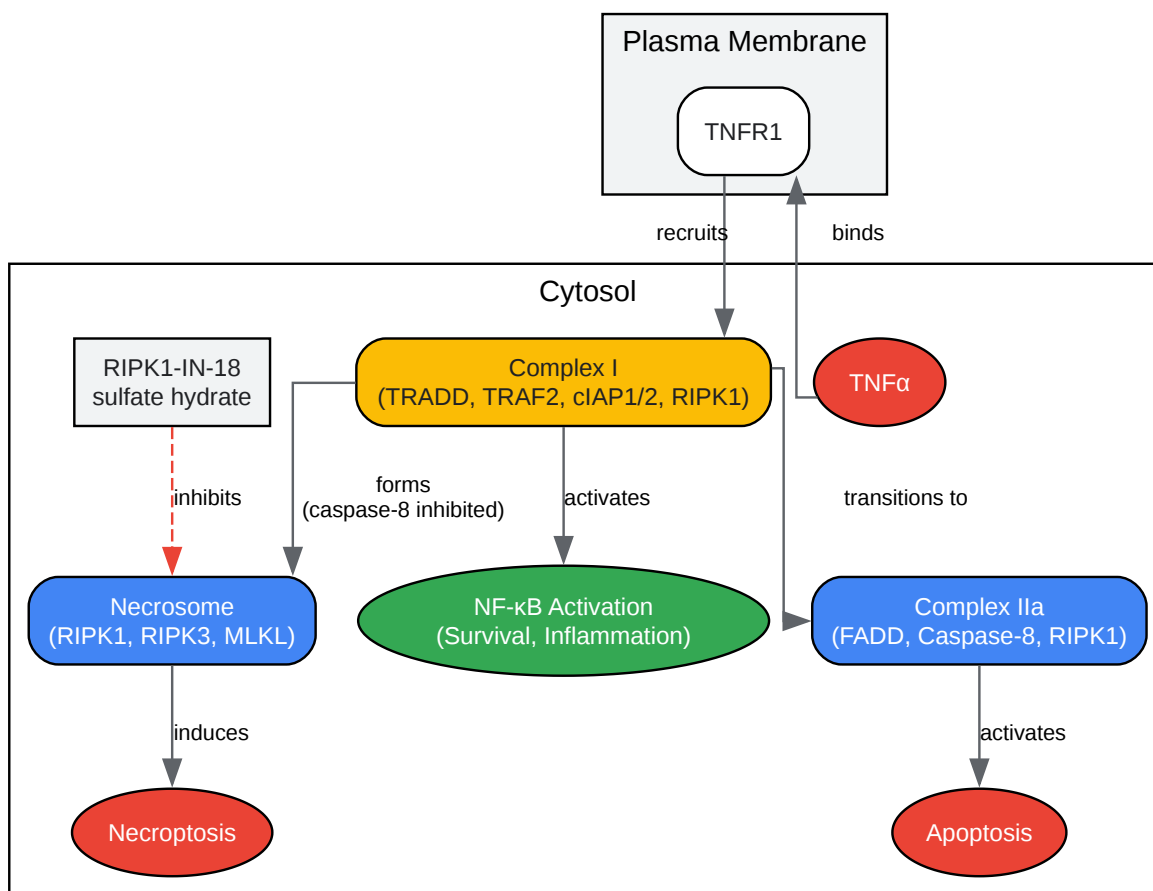 Plasma Membrane
TNFR1
recruits
binds
Cytosol
RIPK1-IN-18
sulfate hydrate
Complex I
(TRADD, TRAF2, cIAP1/2, RIPK1)
TNFα
inhibits
forms
(caspase-8 inhibited)
activates
transitions to
Necrosome
(RIPK1, RIPK3, MLKL)
NF-κB Activation
(Survival, Inflammation)
Complex IIa
(FADD, Caspase-8, RIPK1)
induces
activates
Necroptosis
Apoptosis